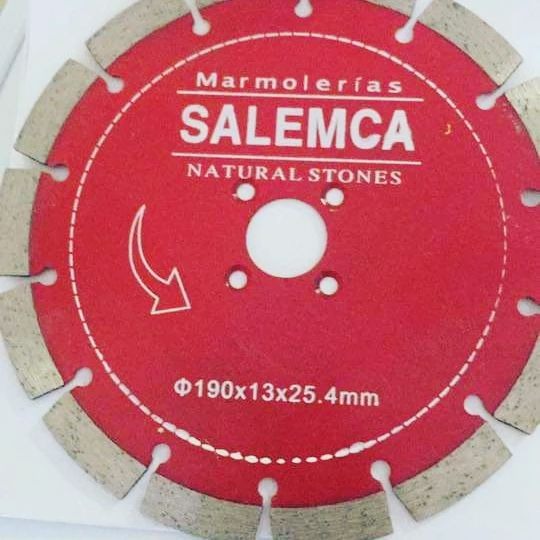 Marmolerías
SALEMCA
NATURAL STONES
Φ190x13x25.4mm